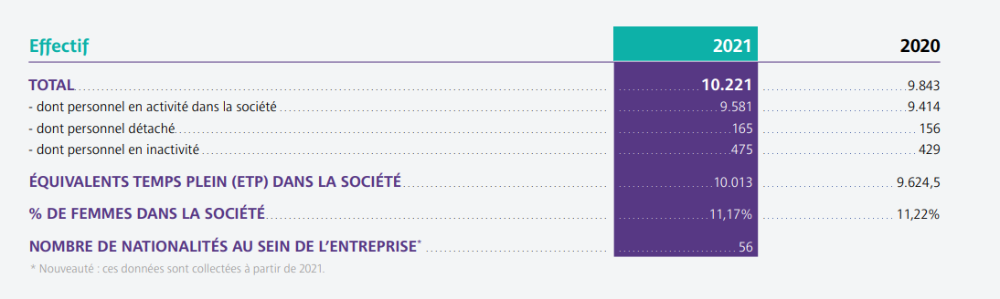 Effectif 2021 2020
TOTAL 10.221 9.843
- dont personnel en activité dans la société 9.581 9.414
- dont personnel détaché 165 156
- dont personnel en inactivité 475 429
ÉQUIVALENTS TEMPS PLEIN (ETP) DANS LA SOCIÉTÉ 10.013 9.624,5
% DE FEMMES DANS LA SOCIÉTÉ 11,17% 11,22%
NOMBRE DE NATIONALITÉS AU SEIN DE L’ENTREPRISE* 56
* Nouveauté : ces données sont collectées à partir de 2021.